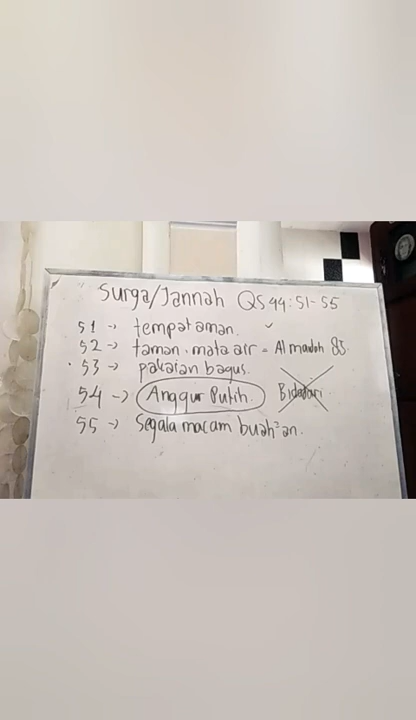 Surga/Jannah QS 44:51-55
51 → tempat aman.
52 → taman. mata air = Al maidah 85
53 → pakaian bagus.
54 → Anggur Putih. Bidadari
55 → Segala macam buah²an.